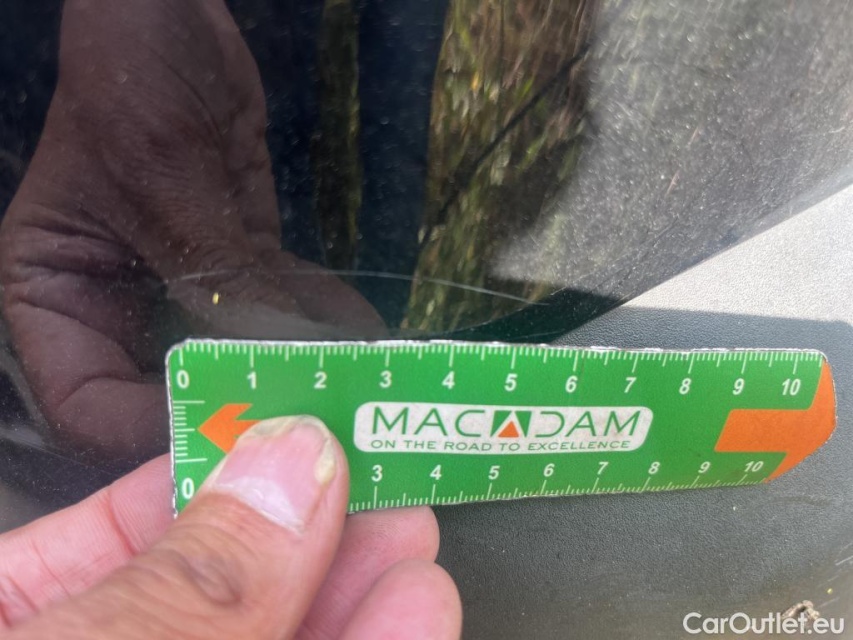 0 1 2 3 4 5 6 7 8 9 10
MACADAM
ON THE ROAD TO EXCELLENCE
0 3 4 5 6 7 8 9 10
CarOutlet.eu